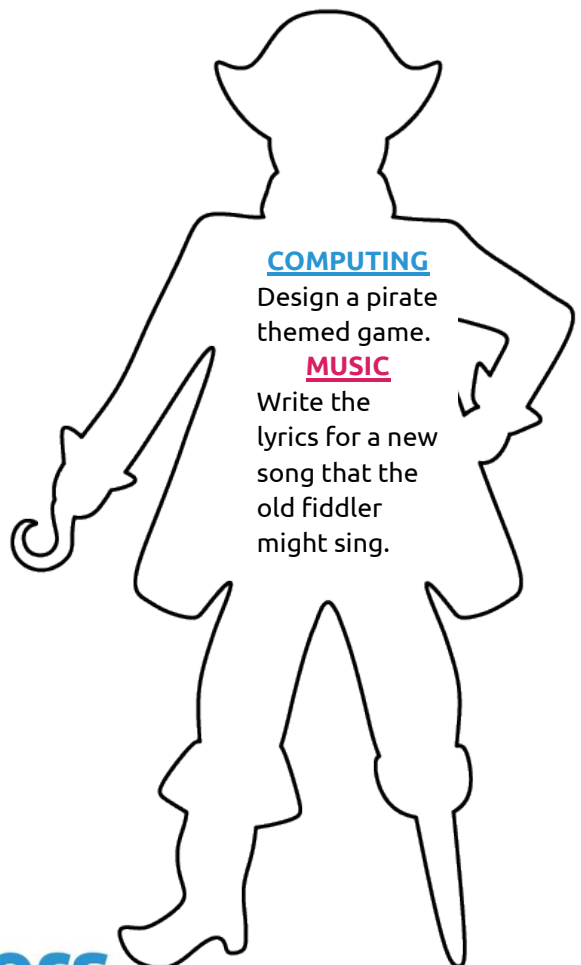 COMPUTING
Design a pirate
themed game.
MUSIC
Write the
lyrics for a new
song that the
old fiddler
might sing.